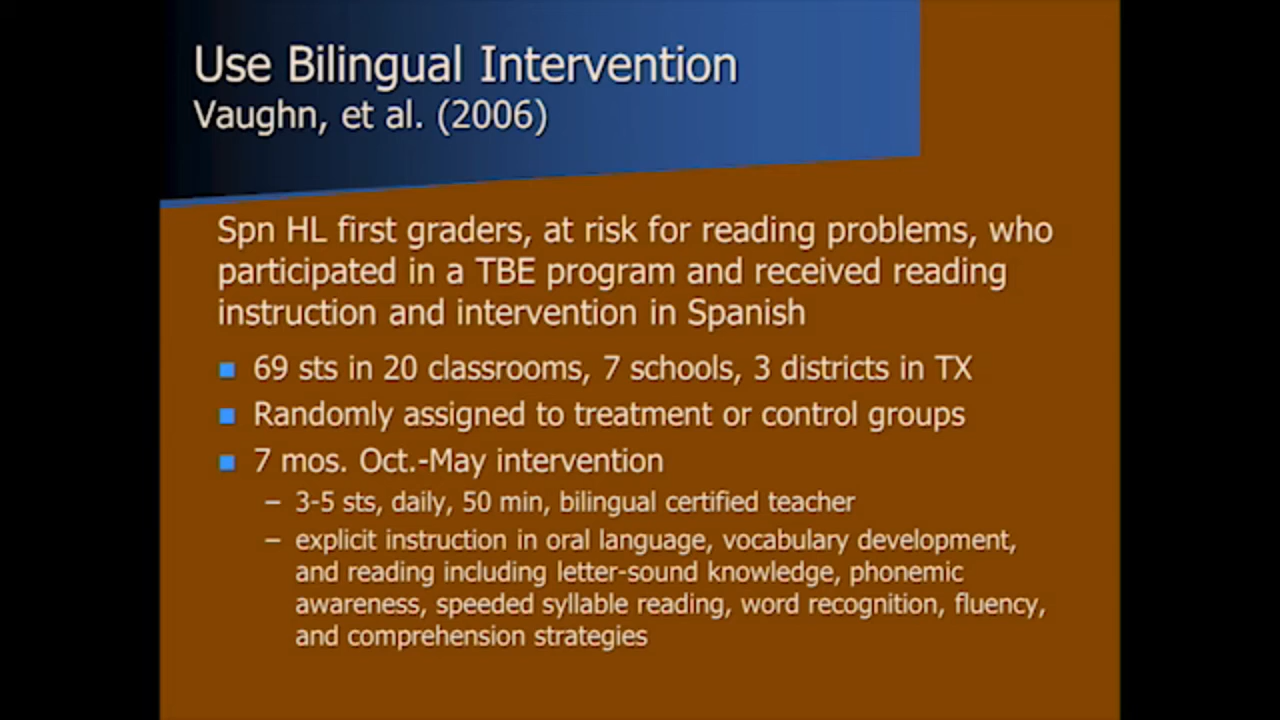 Use Bilingual Intervention
Vaughn, et al. (2006)
Spn HL first graders, at risk for reading problems, who
participated in a TBE program and received reading
instruction and intervention in Spanish
69 sts in 20 classrooms, 7 schools, 3 districts in TX
Randomly assigned to treatment or control groups
7 mos. Oct.-May intervention
– 3-5 sts, daily, 50 min, bilingual certified teacher
– explicit instruction in oral language, vocabulary development,
and reading including letter-sound knowledge, phonemic
awareness, speeded syllable reading, word recognition, fluency,
and comprehension strategies